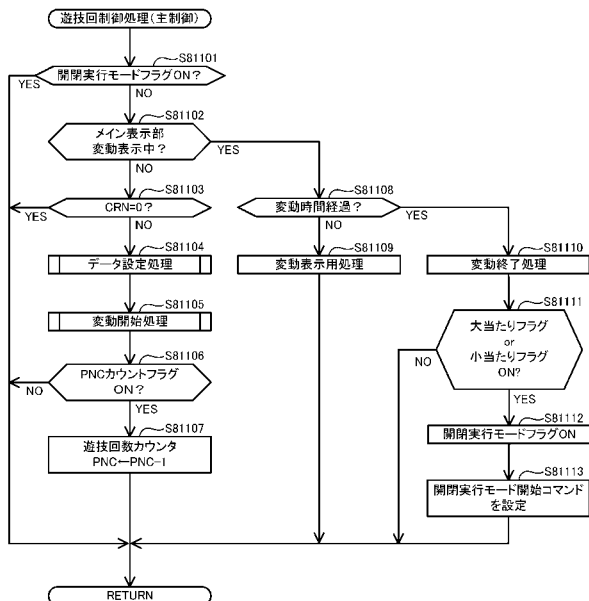 遊技回制御処理(主制御)
S81101
開閉実行モードフラグON?
YES
NO
S81102
メイン表示部
変動表示中?
YES
NO
S81103
CRN=0?
YES
NO
S81104
データ設定処理
S81105
変動開始処理
S81106
PNCカウントフラグ
ON?
NO
YES
S81107
遊技回数カウンタ
PNC←PNC-1
S81108
変動時間経過?
YES
NO
S81109
変動表示用処理
S81110
変動終了処理
S81111
大当たりフラグ
or
小当たりフラグ
ON?
NO
YES
S81112
開閉実行モードフラグON
S81113
開閉実行モード開始コマンド
を設定
RETURN